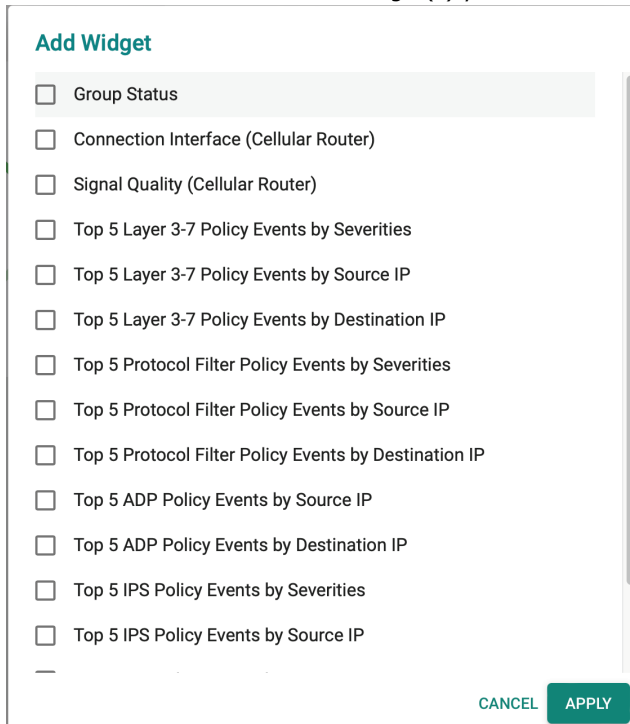 Add Widget
Group Status
Connection Interface (Cellular Router)
Signal Quality (Cellular Router)
Top 5 Layer 3-7 Policy Events by Severities
Top 5 Layer 3-7 Policy Events by Source IP
Top 5 Layer 3-7 Policy Events by Destination IP
Top 5 Protocol Filter Policy Events by Severities
Top 5 Protocol Filter Policy Events by Source IP
Top 5 Protocol Filter Policy Events by Destination IP
Top 5 ADP Policy Events by Source IP
Top 5 ADP Policy Events by Destination IP
Top 5 IPS Policy Events by Severities
Top 5 IPS Policy Events by Source IP
CANCEL APPLY